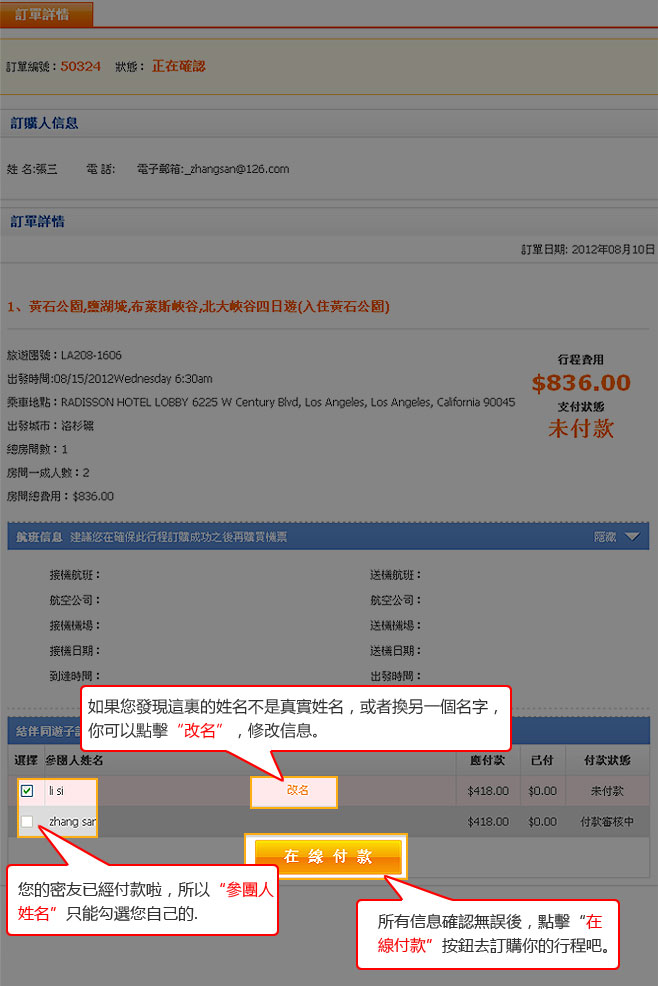 訂單詳情
訂單編號：50324 狀態： 正在確認
訂購人信息
姓 名:張三 電 話: 電子郵箱:_zhangsan@126.com
訂單詳情
訂單日期: 2012年08月10日
1、黃石公園,鹽湖城,布萊斯峽谷,北大峽谷四日遊(入住黃石公園)
旅遊團號：LA208-1606
出發時間:08/15/2012Wednesday 6:30am
乘車地點：RADISSON HOTEL LOBBY 6225 W Century Blvd, Los Angeles, Los Angeles, California 90045
出發城市：洛杉磯
總房間數：1
房間一成人數：2
房間總費用：$836.00
行程費用
$836.00
支付狀態
未付款
航班信息 建議您在確保此行程訂購成功之後再購買機票 隱藏
接機航班： 送機航班：
航空公司： 航空公司：
接機機場： 送機機場：
接機日期： 送機日期：
到達時間： 出發時間：
如果您發現這裏的姓名不是真實姓名，或者換另一個名字，
你可以點擊“改名”，修改信息。
結伴同遊子訂
選擇 參團人姓名 應付款 已付 付款狀態
li si 改名 $418.00 $0.00 未付款
zhang san $418.00 $0.00 付款審核中
在線付款
您的密友已經付款啦，所以“參團人
姓名”只能勾選您自己的.
所有信息確認無誤後，點擊“在
線付款”按鈕去訂購你的行程吧。